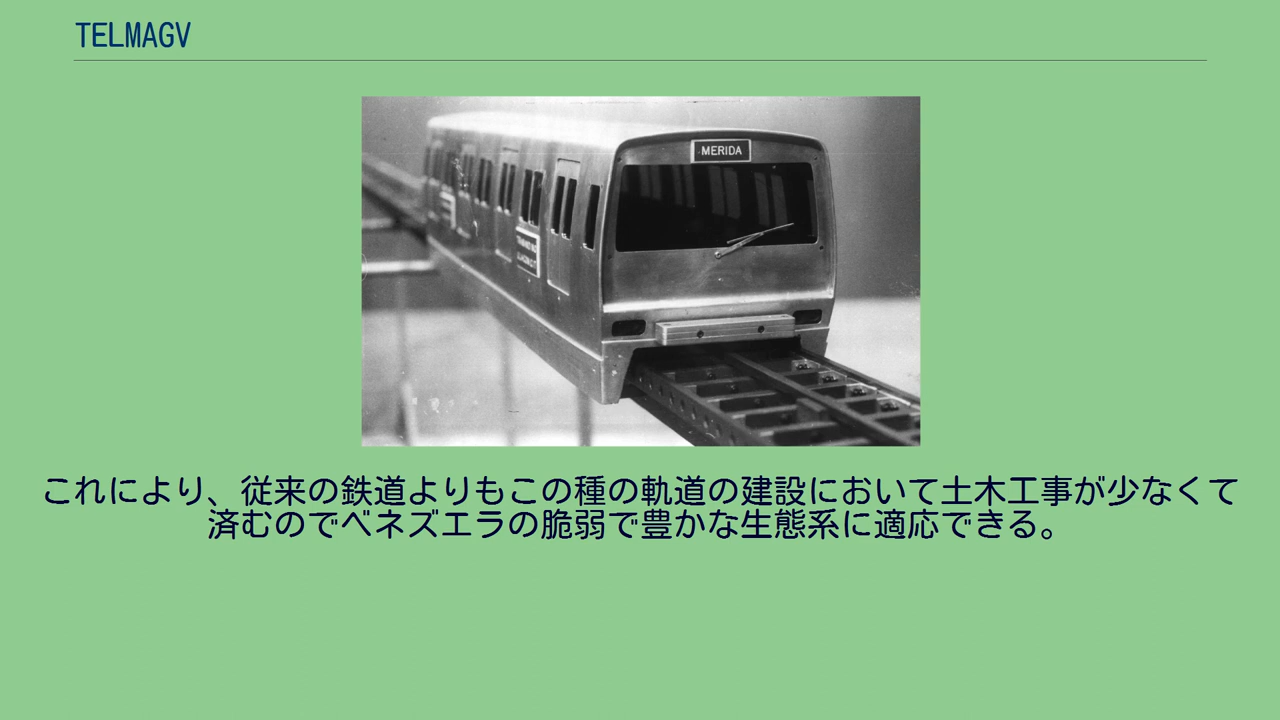 TELMAGV
MERIDA
これにより、従来の鉄道よりもこの種の軌道の建設において土木工事が少なくて
済むのでベネズエラの脆弱で豊かな生態系に適応できる。